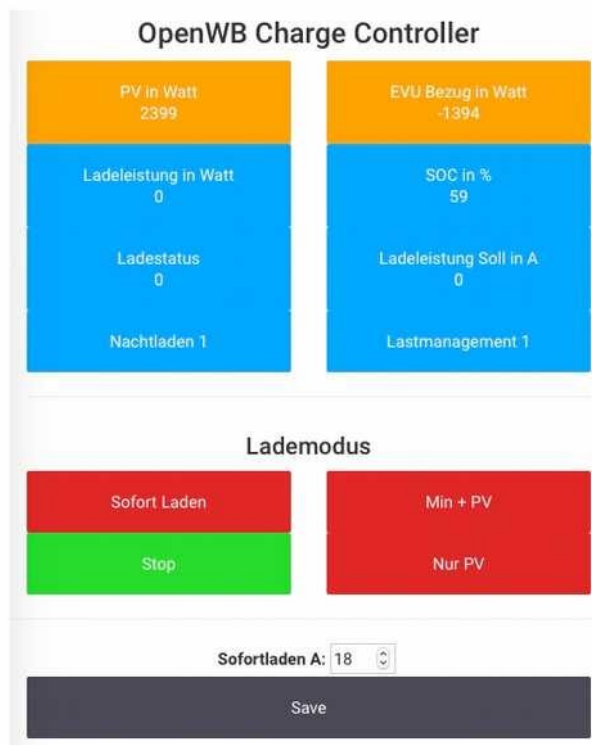 OpenWB Charge Controller
PV in Watt
2399
EVU Bezug in Watt
-1394
Ladeleistung in Watt
0
SOC in %
59
Ladestatus
0
Ladeleistung Soll in A
0
Nachtladen 1
Lastmanagement 1
Lademodus
Sofort Laden
Min + PV
Stop
Nur PV
Sofortladen A: 18
Save